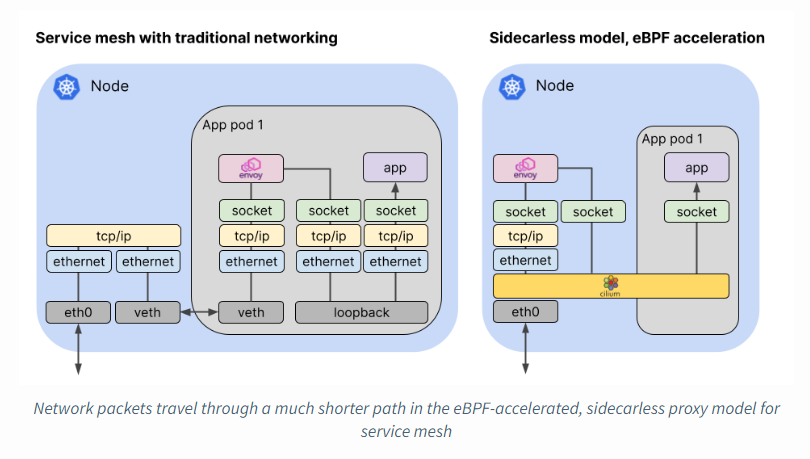 Service mesh with traditional networking
Sidecarless model, eBPF acceleration
Node
App pod 1
envoy
app
socket
socket
socket
tcp/ip
tcp/ip
tcp/ip
tcp/ip
ethernet
ethernet
ethernet
ethernet
ethernet
eth0
veth
veth
loopback
Node
App pod 1
envoy
app
socket
socket
socket
tcp/ip
ethernet
cilium
eth0
Network packets travel through a much shorter path in the eBPF-accelerated, sidecarless proxy model for
service mesh